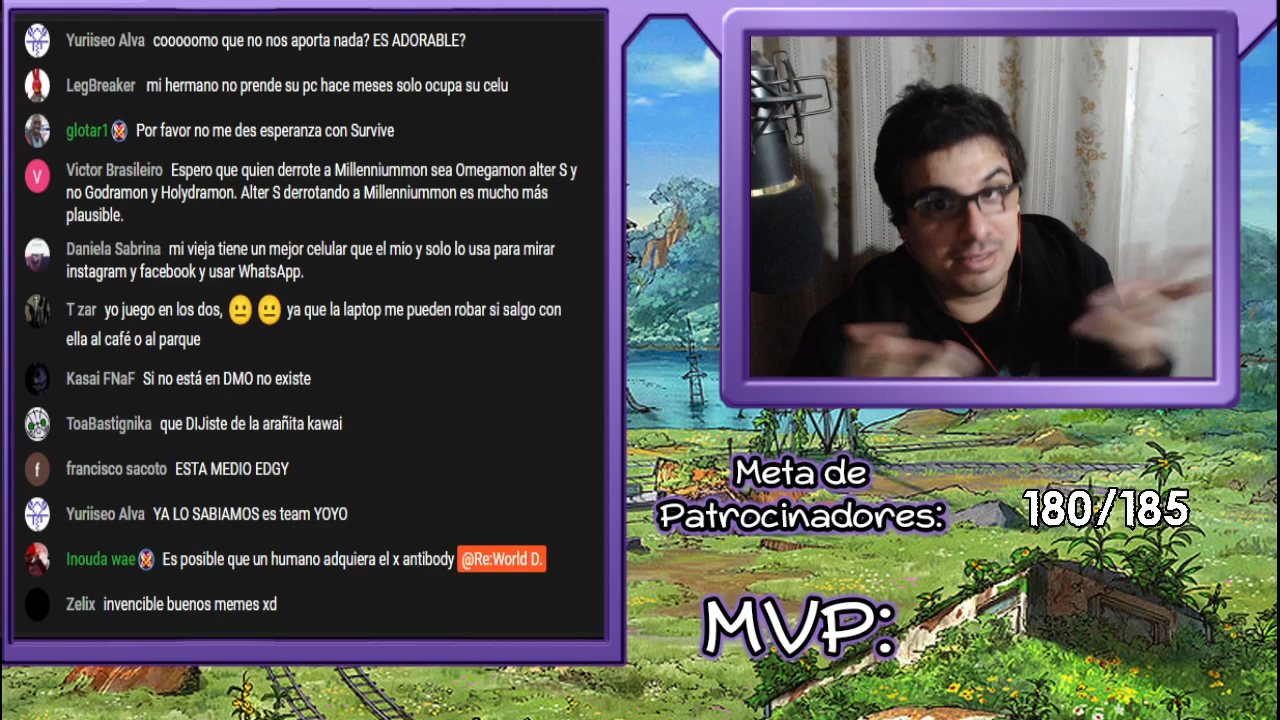 Yuriiseo Alva cooooomo que no nos aporta nada? ES ADORABLE?
LegBreaker mi hermano no prende su pc hace meses solo ocupa su celu
glotar1 Por favor no me des esperanza con Survive
Victor Brasileiro Espero que quien derrote a Millenniummon sea Omegamon alter S y
no Godramon y Holydramon. Alter S derrotando a Millenniummon es mucho más
plausible.
Daniela Sabrina mi vieja tiene un mejor celular que el mio y solo lo usa para mirar
instagram y facebook y usar WhatsApp.
T zar yo juego en los dos, 😐 😐 ya que la laptop me pueden robar si salgo con
ella al café o al parque
Kasai FNaF Si no está en DMO no existe
ToaBastignika que DIJiste de la arañita kawai
f francisco sacoto ESTA MEDIO EDGY
Yuriiseo Alva YA LO SABIAMOS es team YOYO
Inouda wae Es posible que un humano adquiera el x antibody @Re:World D.
Zelix invencible buenos memes xd
Meta de
Patrocinadores: 180/185
MVP: